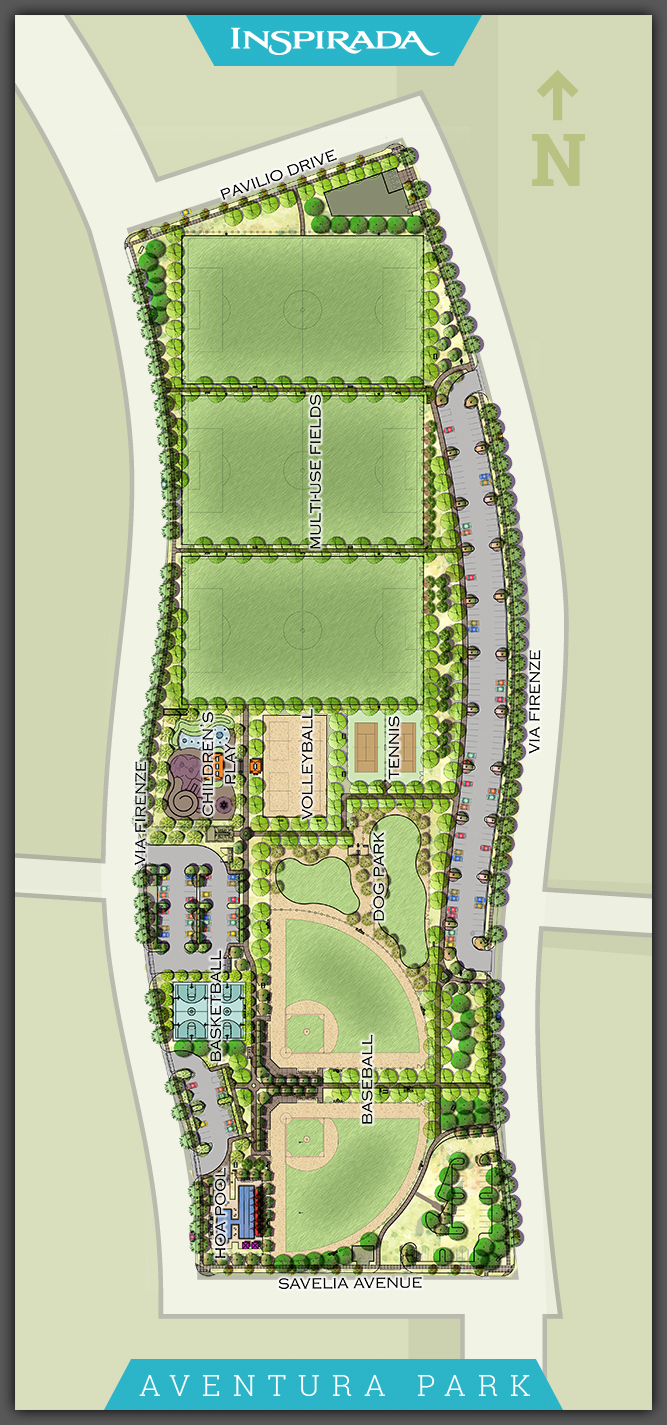 INSPIRADA
N
PAVILIO DRIVE
MULTI-USE FIELDS
VIA FIRENZE
CHILDREN'S
PLAY
VOLLEYBALL
TENNIS
VIA FIRENZE
DOG PARK
BASKETBALL
BASEBALL
HOA POOL
SAVELIA AVENUE
AVENTURA PARK